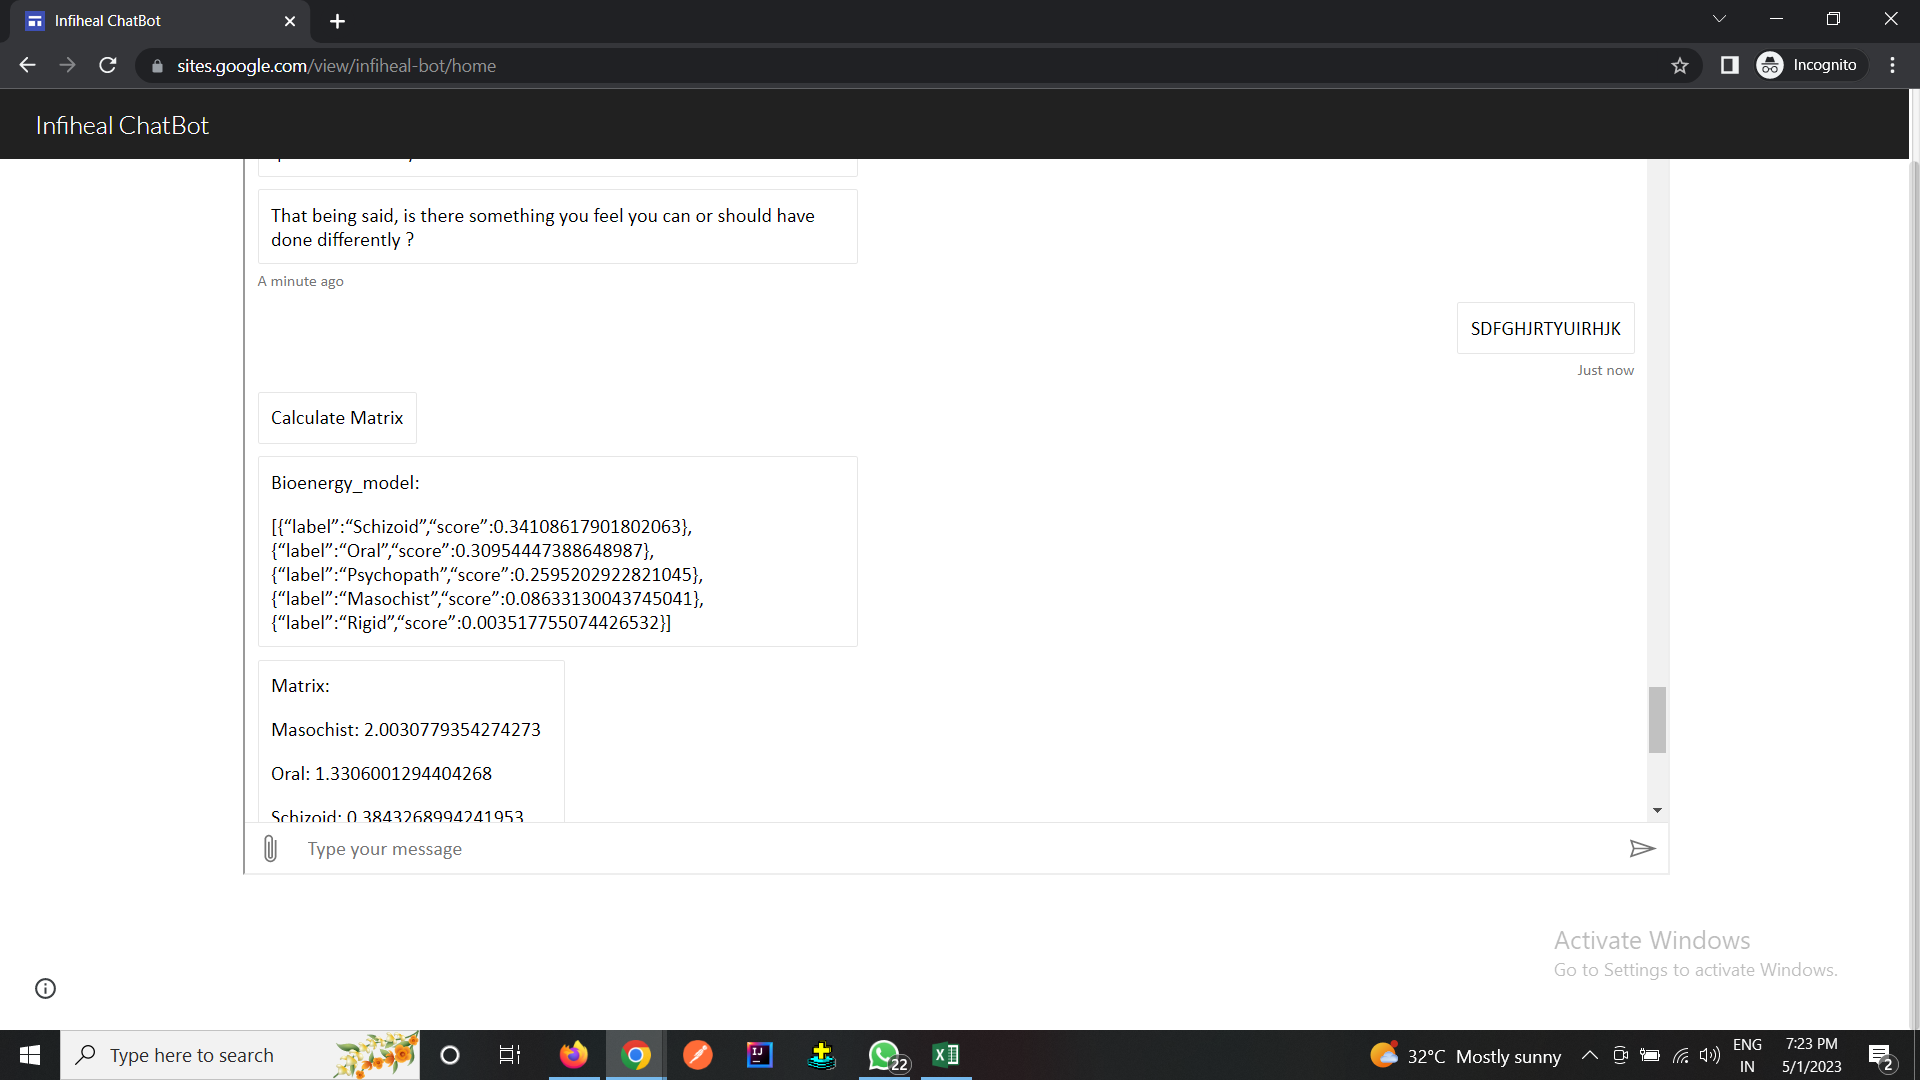 Infiheal ChatBot
sites.google.com/view/infiheal-bot/home
Incognito
Infiheal ChatBot
That being said, is there something you feel you can or should have
done differently ?
A minute ago
SDFGHJRTYUIRHJK
Just now
Calculate Matrix
Bioenergy_model:
[{“label”:“Schizoid”,“score”:0.34108617901802063},
{“label”:“Oral”,“score”:0.30954447388648987},
{“label”:“Psychopath”,“score”:0.2595202922821045},
{“label”:“Masochist”,“score”:0.08633130043745041},
{“label”:“Rigid”,“score”:0.003517755074426532}]
Matrix:
Masochist: 2.0030779354274273
Oral: 1.3306001294404268
Schizoid: 0.3843268994241953
Type your message
Activate Windows
Go to Settings to activate Windows.
Type here to search
IJ
22
32°C Mostly sunny
ENG
IN
7:23 PM
5/1/2023
2